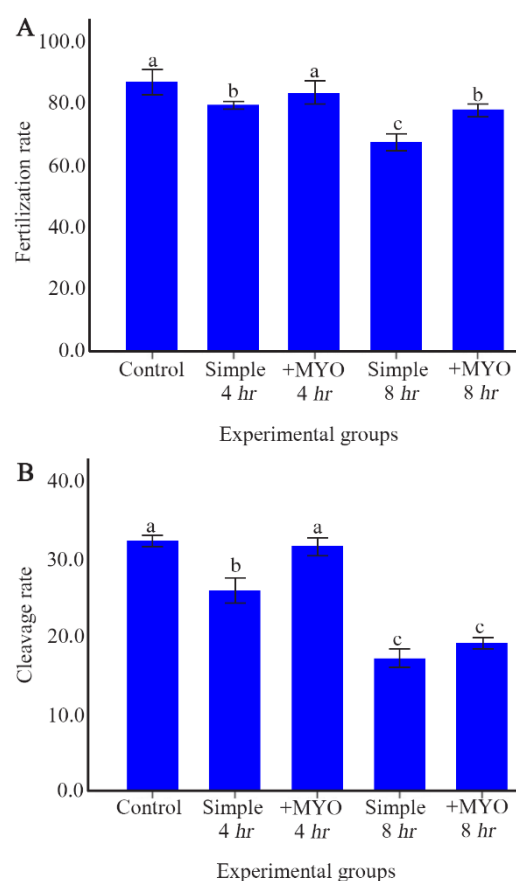 A
100.0
80.0
60.0
40.0
20.0
0.0
Fertilization rate
a
b
a
c
b
Control Simple +MYO Simple +MYO
4 hr 4 hr 8 hr 8 hr
Experimental groups
B
40.0
30.0
20.0
10.0
0.0
Cleavage rate
a
b
a
c
c
Control Simple +MYO Simple +MYO
4 hr 4 hr 8 hr 8 hr
Experimental groups